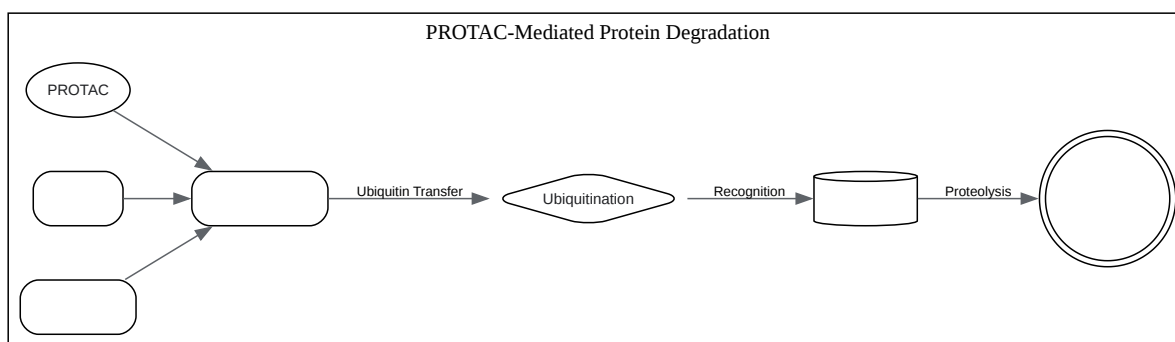 PROTAC-Mediated Protein Degradation
PROTAC
Ubiquitin Transfer
Ubiquitination
Recognition
Proteolysis